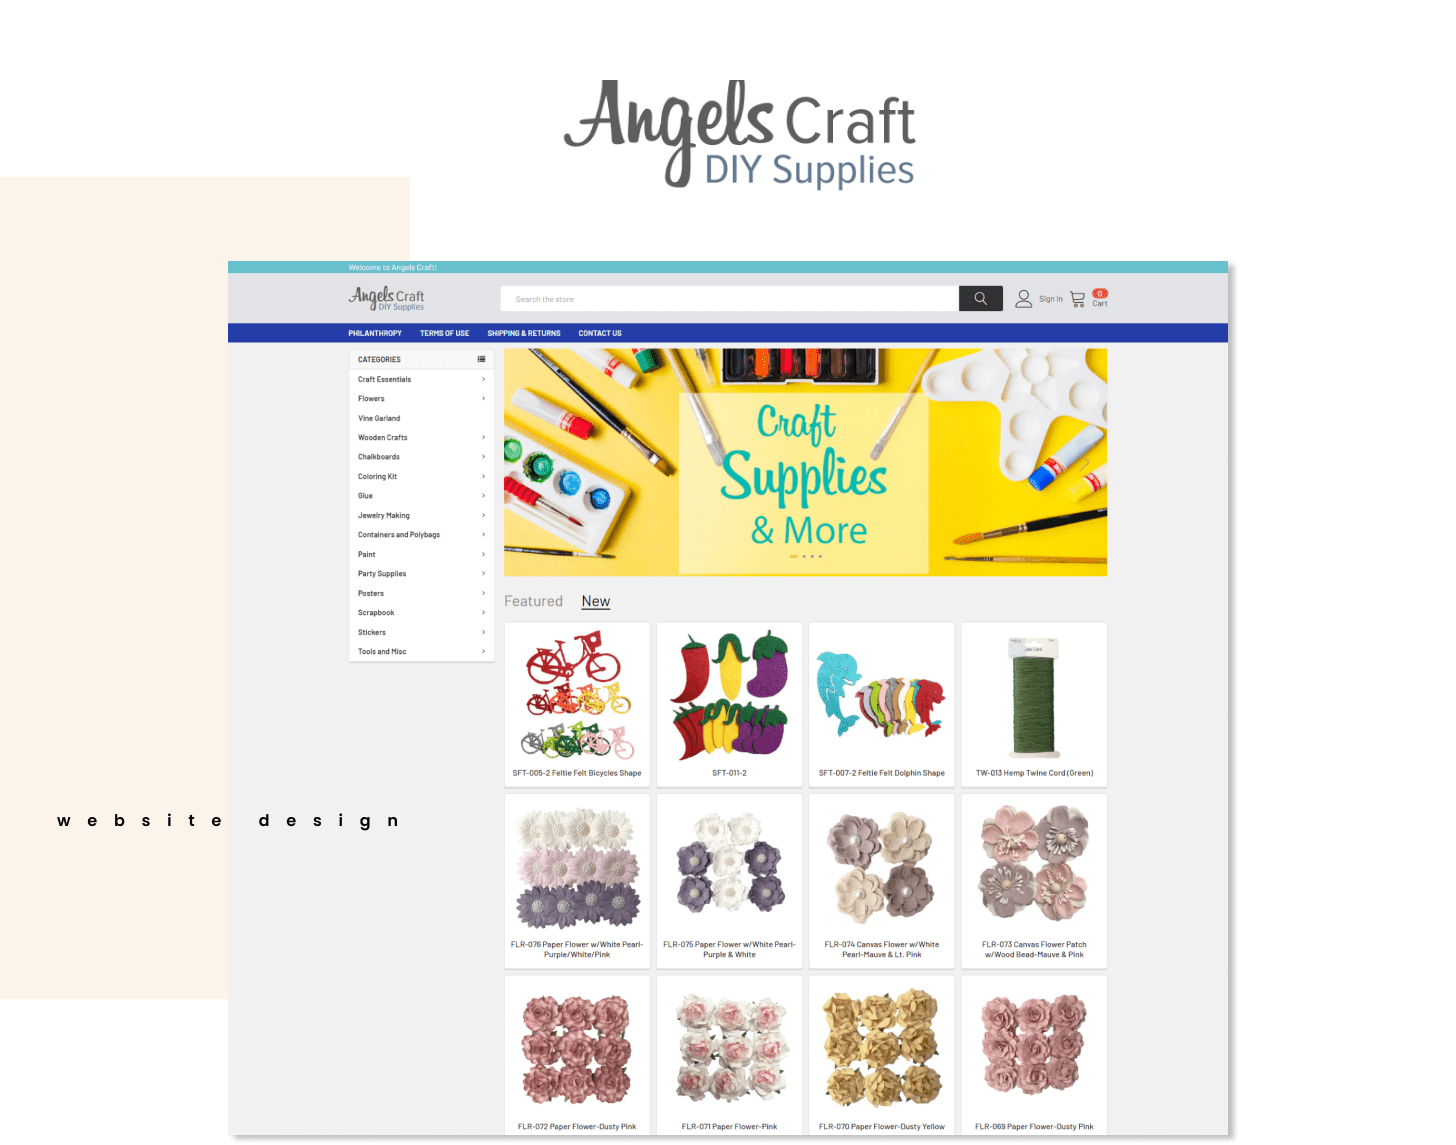 Angels Craft
DIY Supplies
Welcome to Angels Craft!
Angels Craft
DIY Supplies
Search the store
Sign in
0
Cart
PHILANTHROPY TERMS OF USE SHIPPING & RETURNS CONTACT US
CATEGORIES
Craft Essentials
Flowers
Vine Garland
Wooden Crafts
Chalkboards
Coloring Kit
Glue
Jewelry Making
Containers and Polybags
Paint
Party Supplies
Posters
Scrapbook
Stickers
Tools and Misc
Craft
Supplies
& More
Featured New
SFT-005-2 Feltie Felt Bicycles Shape
SFT-011-2
SFT-007-2 Feltie Felt Dolphin Shape
TW-013 Hemp Twine Cord (Green)
website design
FLR-076 Paper Flower w/White Pearl-
Purple/White/Pink
FLR-075 Paper Flower w/White Pearl-
Purple & White
FLR-074 Canvas Flower w/White
Pearl-Mauve & Lt. Pink
FLR-073 Canvas Flower Patch
w/Wood Bead-Mauve & Pink
FLR-072 Paper Flower-Dusty Pink
FLR-071 Paper Flower-Pink
FLR-070 Paper Flower-Dusty Yellow
FLR-069 Paper Flower-Dusty Pink